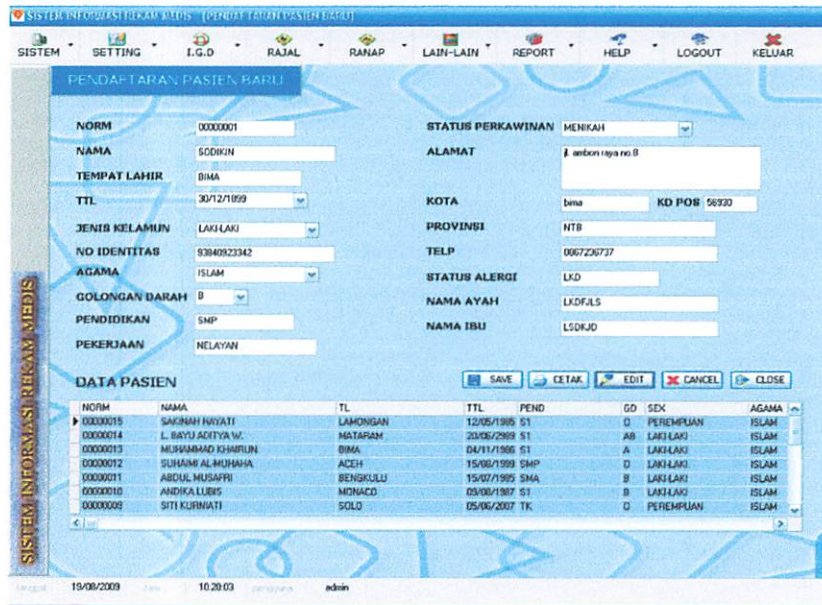 SISTEM INFORMASI REKAM MEDIS - [PENDAFTARAN PASIEN BARU]
SISTEM SETTING I.G.D RAJAL RANAP LAIN-LAIN REPORT HELP LOGOUT KELUAR
PENDAFTARAN PASIEN BARU
NORM 00000001 STATUS PERKAWINAN MENIKAH
NAMA SODIKIN ALAMAT jl. ambon raya no.8
TEMPAT LAHIR BIMA
TTL 30/12/1899 KOTA bima KD POS 56930
JENIS KELAMUN LAKI-LAKI PROVINSI NTB
NO IDENTITAS 93840923342 TELP 0867236737
AGAMA ISLAM STATUS ALERGI LKD
GOLONGAN DARAH B NAMA AYAH LKDFJLS
PENDIDIKAN SMP NAMA IBU LSDKJD
PEKERJAAN NELAYAN
DATA PASIEN SAVE CETAK EDIT CANCEL CLOSE
NORM NAMA TL TTL PEND GD SEX AGAMA
00000015 SAKINAH HAYATI LAMONGAN 12/05/1985 S1 O PEREMPUAN ISLAM
00000014 L. BAYU ADITYA W. MATARAM 20/06/2989 S1 AB LAKI-LAKI ISLAM
00000013 MUHAMMAD KHAIRUN BIMA 04/11/1986 S1 A LAKI-LAKI ISLAM
00000012 SUHAIMI AL-MUHAHA ACEH 15/08/1999 SMP O LAKI-LAKI ISLAM
00000011 ABDUL MUSAFRI BENGKULU 15/07/1985 SMA B LAKI-LAKI ISLAM
00000010 ANDIKA LUBIS MONACO 09/08/1987 S1 B LAKI-LAKI ISLAM
00000009 SITI KURNIATI SOLO 05/06/2007 TK O PEREMPUAN ISLAM
SISTEM INFORMASI REKAM MEDIS
tanggal 19/08/2009 Jam 10:20:03 pengguna admin